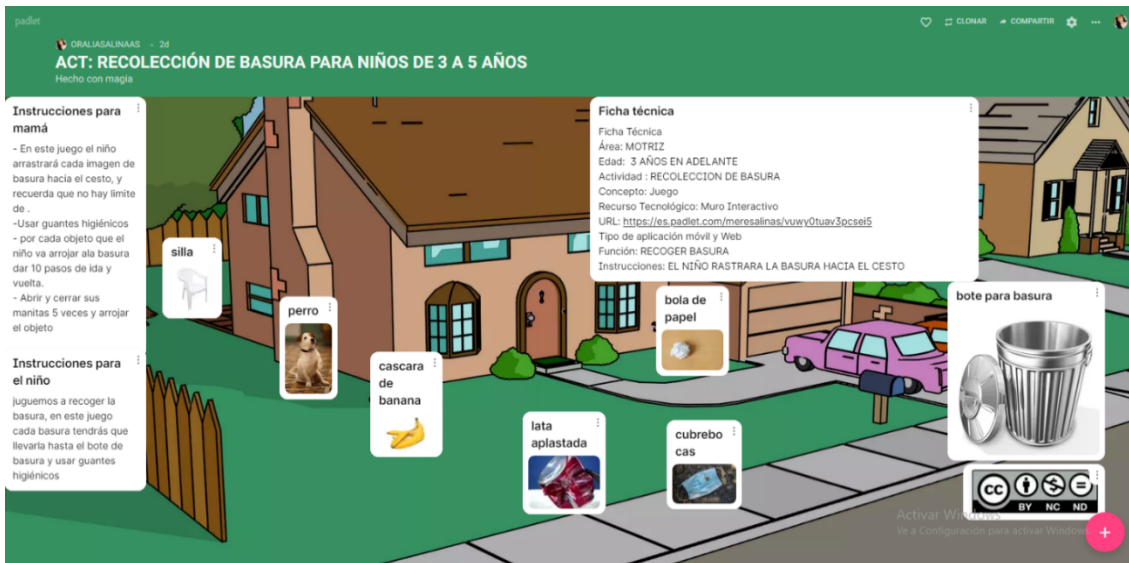 padlet
CLONAR
COMPARTIR
ORALIASALINAAS - 2d
ACT: RECOLECCIÓN DE BASURA PARA NIÑOS DE 3 A 5 AÑOS
Hecho con magia
Instrucciones para
mamá
- En este juego el niño
arrastrará cada imagen de
basura hacia el cesto, y
recuerda que no hay limite
de .
-Usar guantes higiénicos
- por cada objeto que el
niño va arrojar ala basura
dar 10 pasos de ida y
vuelta.
- Abrir y cerrar sus
manitas 5 veces y arrojar
el objeto
Instrucciones para
el niño
juguemos a recoger la
basura, en este juego
cada basura tendrás que
llevarla hasta el bote de
basura y usar guantes
higiénicos
silla
perro
cascara
de
banana
lata
aplastada
cubrebo
cas
bola de
papel
Ficha técnica
Ficha Técnica
Área: MOTRIZ
Edad: 3 AÑOS EN ADELANTE
Actividad : RECOLECCION DE BASURA
Concepto: Juego
Recurso Tecnológico: Muro Interactivo
URL: https://es.padlet.com/meresalinas/vuwy0tuav3pcsei5
Tipo de aplicación móvil y Web
Función: RECOGER BASURA
Instrucciones: EL NIÑO RASTRARA LA BASURA HACIA EL CESTO
bote para basura
cc
BY NC ND
Activar Windows
Ve a Configuración para activar Windows